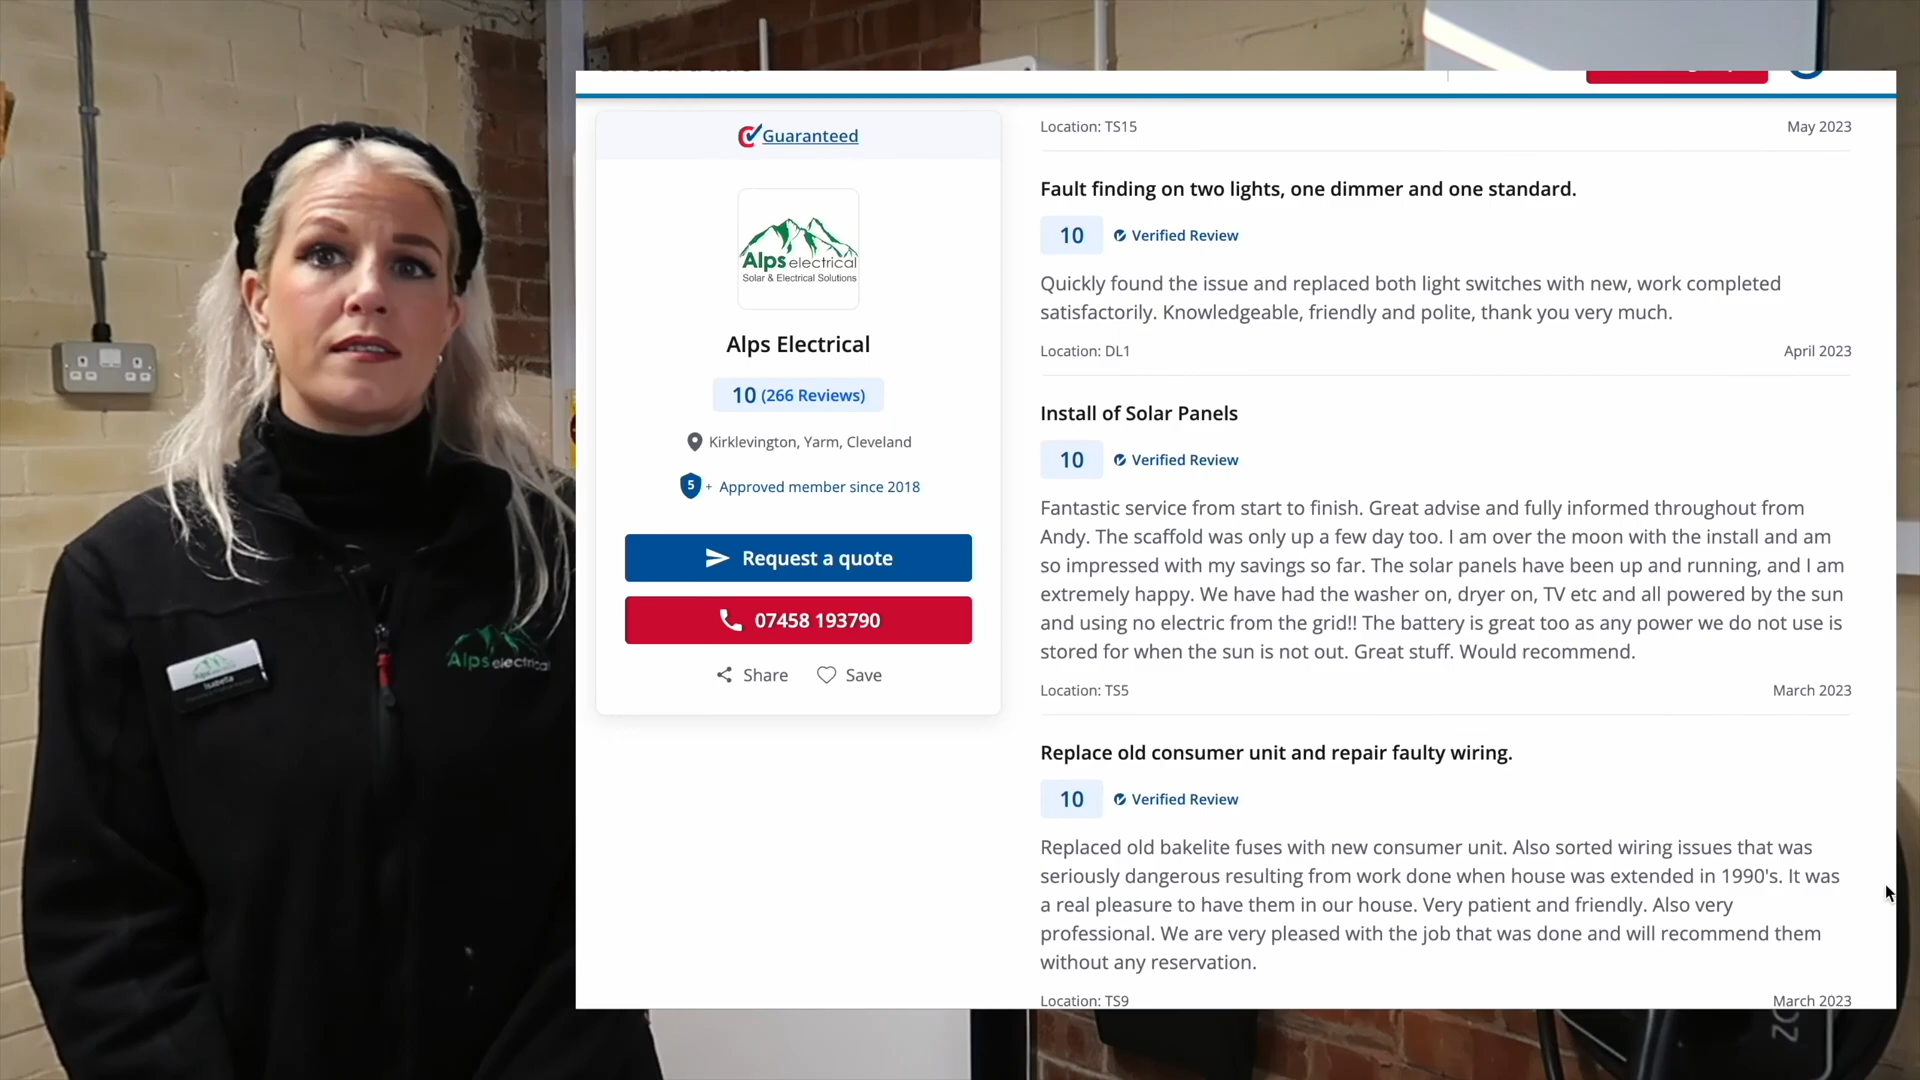 Guaranteed
Alps electrical
Solar & Electrical Solutions
Alps Electrical
10 (266 Reviews)
Kirklevington, Yarm, Cleveland
5 + Approved member since 2018
Request a quote
07458 193790
Share Save
Location: TS15 May 2023
Fault finding on two lights, one dimmer and one standard.
10 Verified Review
Quickly found the issue and replaced both light switches with new, work completed
satisfactorily. Knowledgeable, friendly and polite, thank you very much.
Location: DL1 April 2023
Install of Solar Panels
10 Verified Review
Fantastic service from start to finish. Great advise and fully informed throughout from
Andy. The scaffold was only up a few day too. I am over the moon with the install and am
so impressed with my savings so far. The solar panels have been up and running, and I am
extremely happy. We have had the washer on, dryer on, TV etc and all powered by the sun
and using no electric from the grid!! The battery is great too as any power we do not use is
stored for when the sun is not out. Great stuff. Would recommend.
Location: TS5 March 2023
Replace old consumer unit and repair faulty wiring.
10 Verified Review
Replaced old bakelite fuses with new consumer unit. Also sorted wiring issues that was
seriously dangerous resulting from work done when house was extended in 1990's. It was
a real pleasure to have them in our house. Very patient and friendly. Also very
professional. We are very pleased with the job that was done and will recommend them
without any reservation.
Location: TS9 March 2023
Alps electrical
Isabella